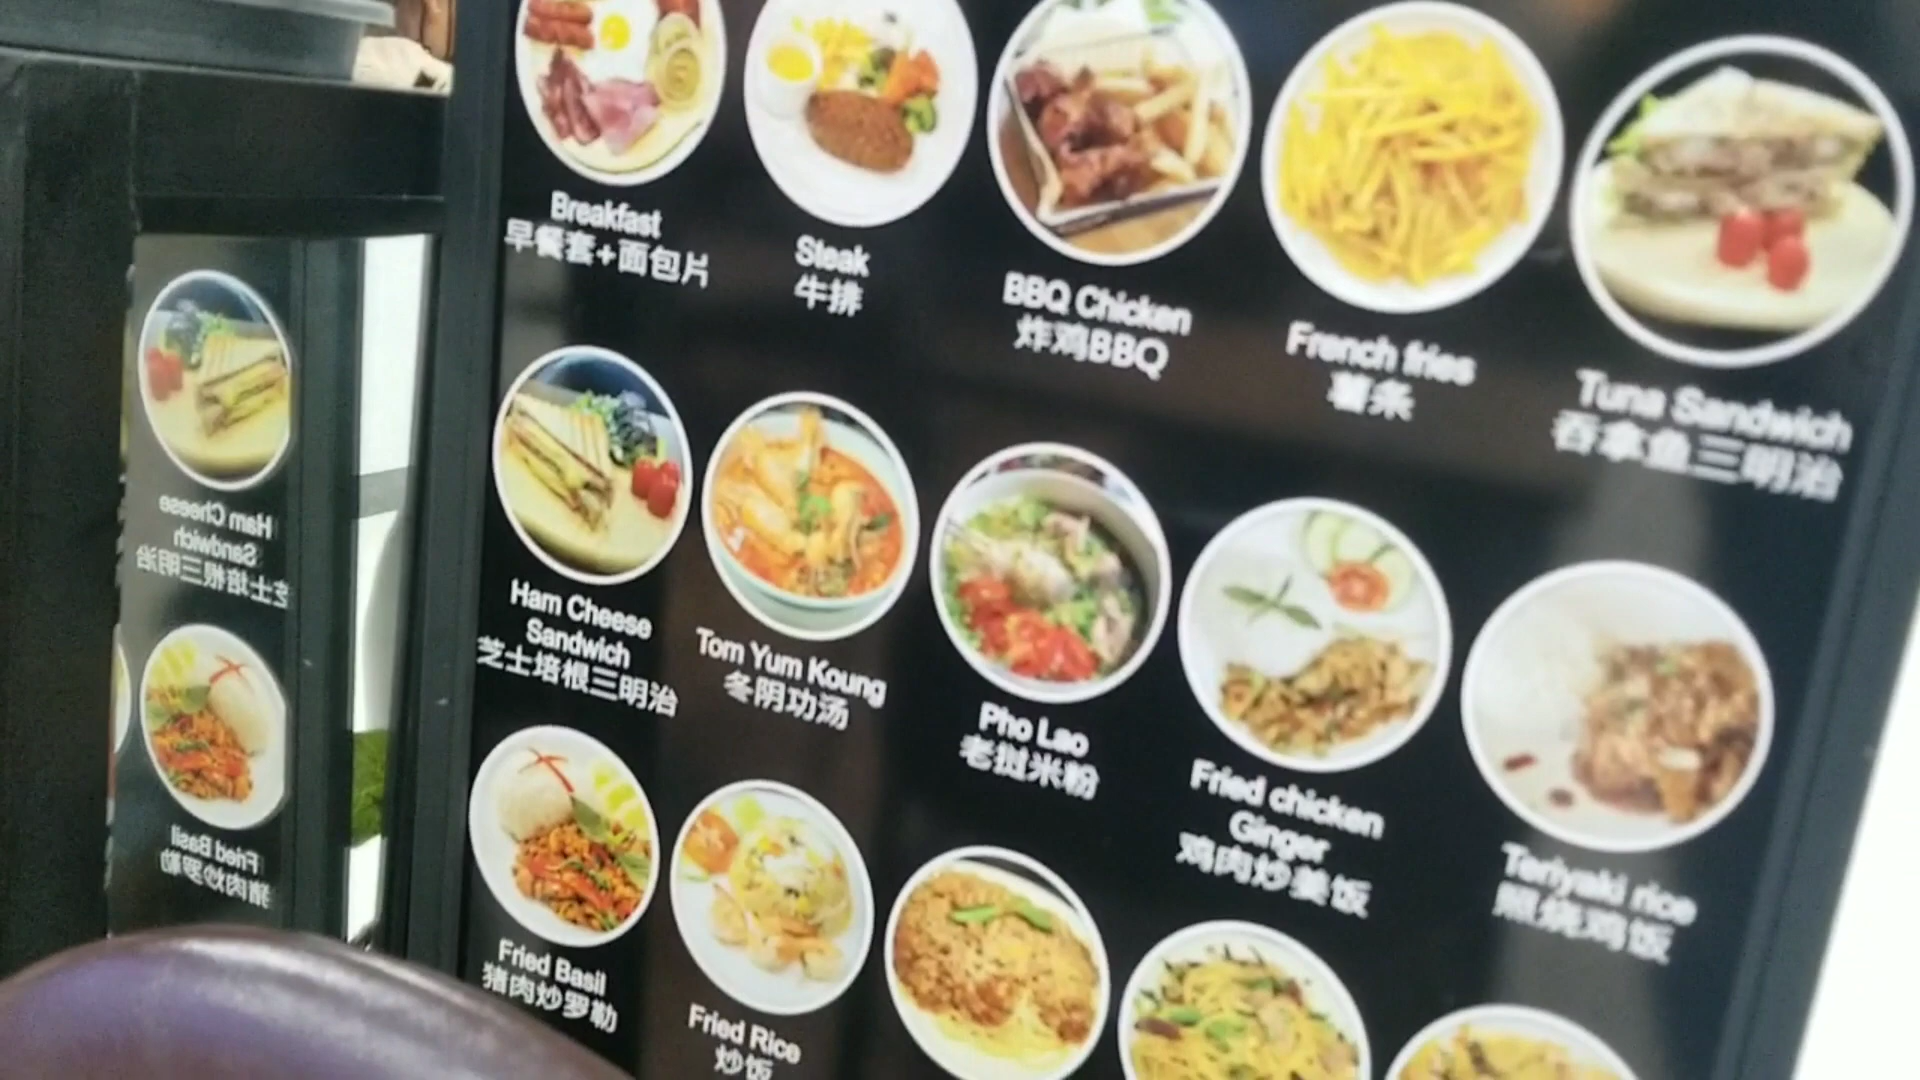 Breakfast
早餐套+面包片
Steak
牛排
BBQ Chicken
炸鸡BBQ
French fries
薯条
Tuna Sandwich
吞拿鱼三明治
Ham Cheese
Sandwich
芝士培根三明治
Tom Yum Koung
冬阴功汤
Pho Lao
老挝米粉
Fried chicken
Ginger
鸡肉炒姜饭
Teriyaki rice
照烧鸡饭
Fried Basil
猪肉炒罗勒
Fried Rice
炒饭
Ham Cheese
Sandwich
芝士培根三明治
Fried Basil
猪肉炒罗勒